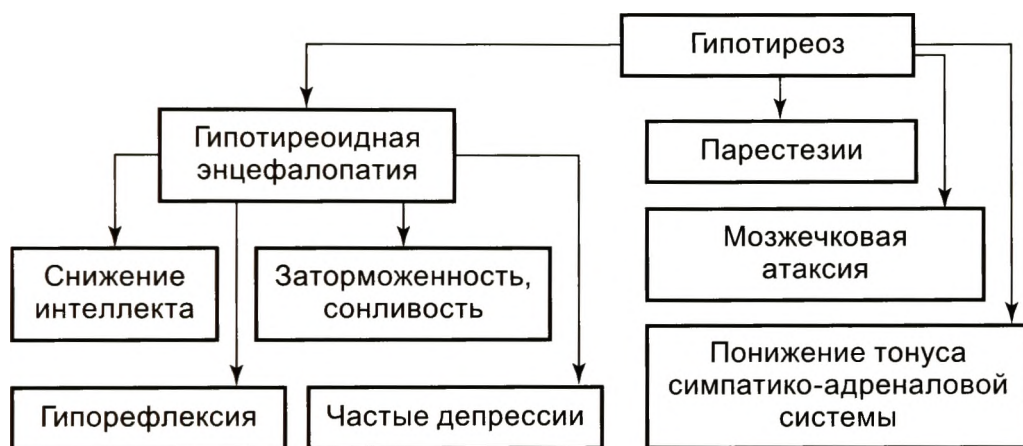 Гипотиреоз
Гипотиреоидная
энцефалопатия
Парестезии
Мозжечковая
атаксия
Снижение
интеллекта
Заторможенность,
сонливость
Понижение тонуса
симпатико-адреналовой
системы
Гипорефлексия
Частые депрессии